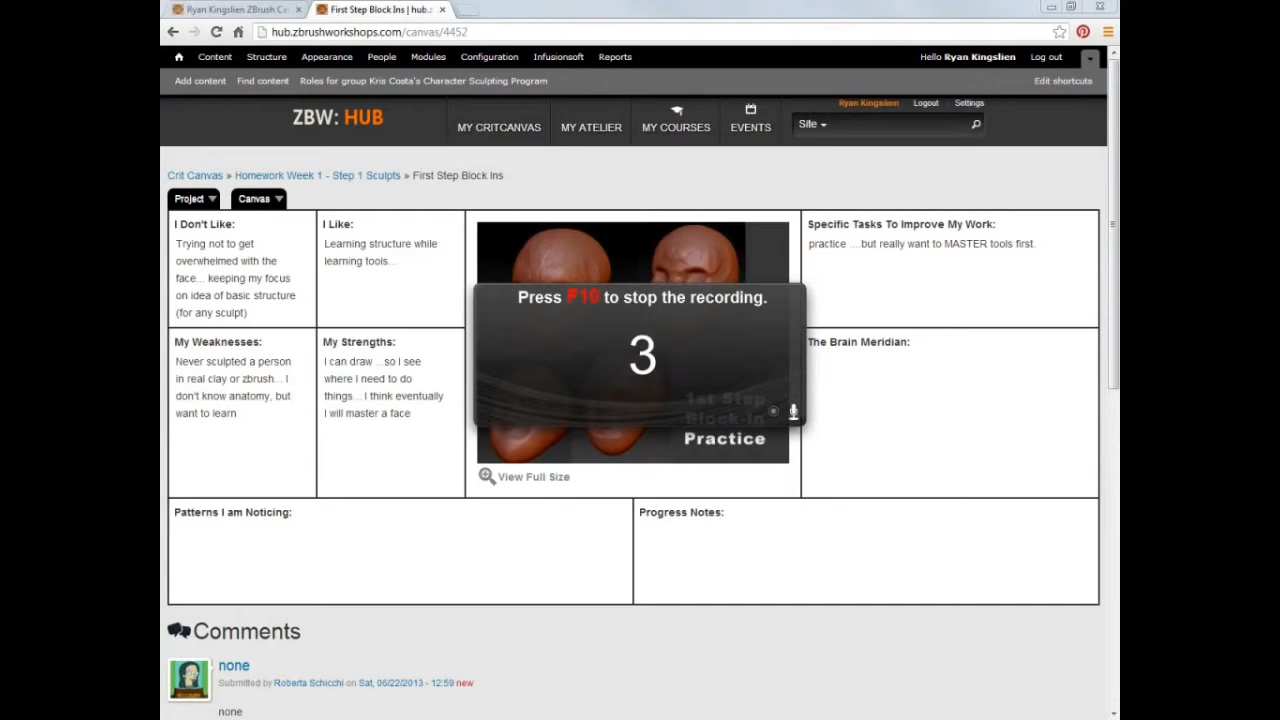 Ryan Kingslien ZBrush Ce
First Step Block Ins | hub.z
hub.zbrushworkshops.com/canvas/4452
Content Structure Appearance People Modules Configuration Infusionsoft Reports Hello Ryan Kingslien Log out
Add content Find content Roles for group Kris Costa's Character Sculpting Program Edit shortcuts
Ryan Kingslien Logout Settings
ZBW: HUB
MY CRITCANVAS MY ATELIER MY COURSES EVENTS
Site
Crit Canvas » Homework Week 1 - Step 1 Sculpts » First Step Block Ins
Project Canvas
I Don't Like:
Trying not to get
overwhelmed with the
face... keeping my focus
on idea of basic structure
(for any sculpt)
I Like:
Learning structure while
learning tools...
Specific Tasks To Improve My Work:
practice ....but really want to MASTER tools first.
Press F10 to stop the recording.
3
My Weaknesses:
Never sculpted a person
in real clay or zbrush... I
don't know anatomy, but
want to learn
My Strengths:
I can draw ...so I see
where I need to do
things... I think eventually
I will master a face
1st Step
Block-In
Practice
The Brain Meridian:
View Full Size
Patterns I am Noticing:
Progress Notes:
Comments
none
Submitted by Roberta Schicchi on Sat, 06/22/2013 - 12:59 new
none